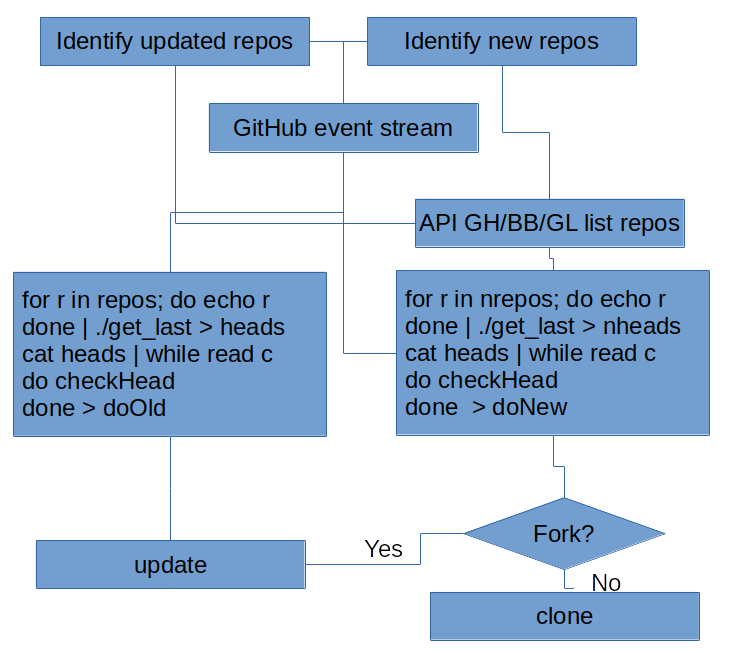 Identify updated repos
Identify new repos
GitHub event stream
API GH/BB/GL list repos
for r in repos; do echo r
done | ./get_last > heads
cat heads | while read c
do checkHead
done > doOld
for r in nrepos; do echo r
done | ./get_last > nheads
cat heads | while read c
do checkHead
done  > doNew
Fork?
Yes
update
No
clone